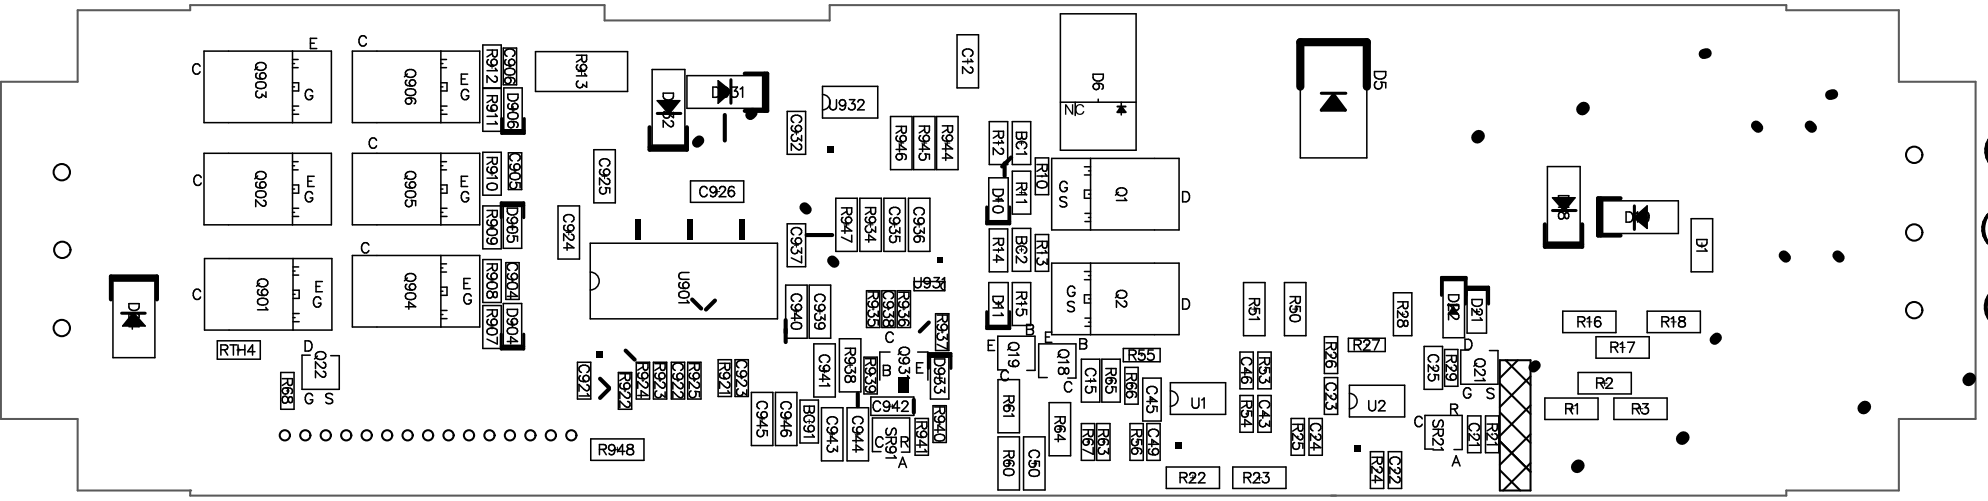 C Q903 E G
C Q906 E G
R912 C906
R911 D906
R913
D931
U932
C932
C12
D6
NC
D5
R946 R945 R944
R12 BC1
R10
C Q902 E G
C Q905 E G
R910 C905
R909 D905
C925
C926
C924
D10 R11
G S Q1 D
C937
R947 R934 C935 C936
R14 BC2 R13
D1
C Q901 E G
C Q904 E G
R908 C904
R907 D904
U901
U931
C940 C939
R935 C938 R936
R937
D11 R15
G S Q2 D
R51 R50
R28
D21
R16 R18
R17
RTH4
D Q22 G S
R68
C921 R922 R924 R923 C922 R925 R921 C923
C941 R938 R939
C B Q931 E
D933
E Q19 B C
E Q18 B C
R55
C15 R65 R66 C45
C46 R53
R26 R27
C25 R29
D Q21 G S
R2
R1 R3
C945 C946 BC91 C943 C944
C942
C SR91 R A
R941 R940
R61
R64
U1
R54 C43
C23
U2
C SR21 R A
C21 R21
R948
R60 C50
R67 R63
R56 C49
R25 C24
R22 R23
R24 C22